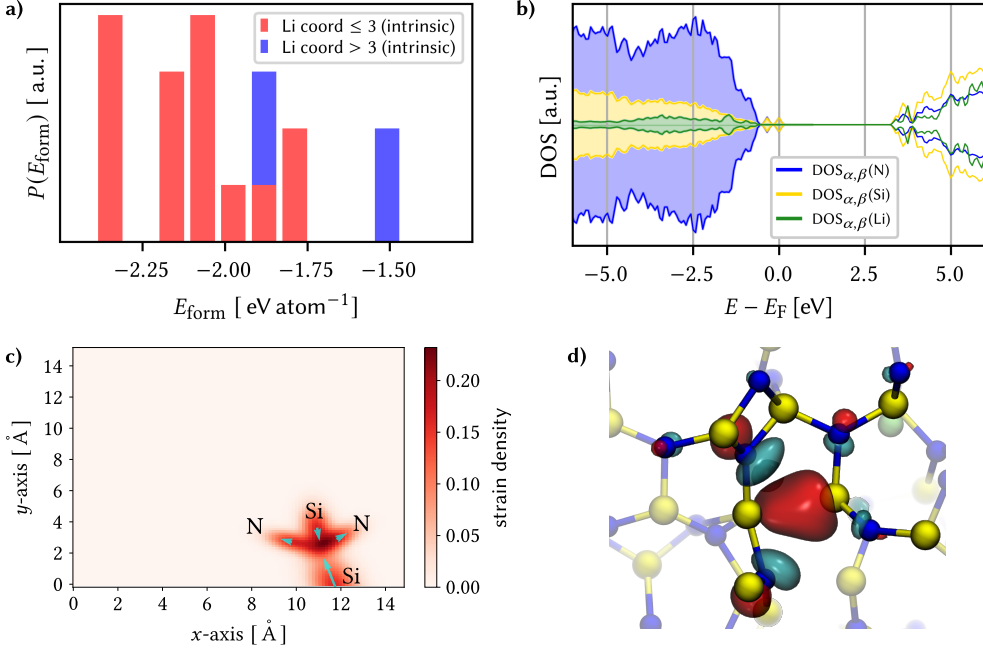 a)
P(E_form) [ a.u.]
Li coord ≤ 3 (intrinsic)
Li coord > 3 (intrinsic)
−2.25 −2.00 −1.75 −1.50
E_form [ eV atom⁻¹]
b)
DOS [a.u.]
DOS_α,β(N)
DOS_α,β(Si)
DOS_α,β(Li)
−5.0 −2.5 0.0 2.5 5.0
E − E_F [eV]
c)
y-axis [ Å]
14
12
10
8
6
4
2
0
N Si N
Si
0 2 4 6 8 10 12 14
x-axis [ Å]
0.20
0.15
0.10
0.05
0.00
strain density
d)